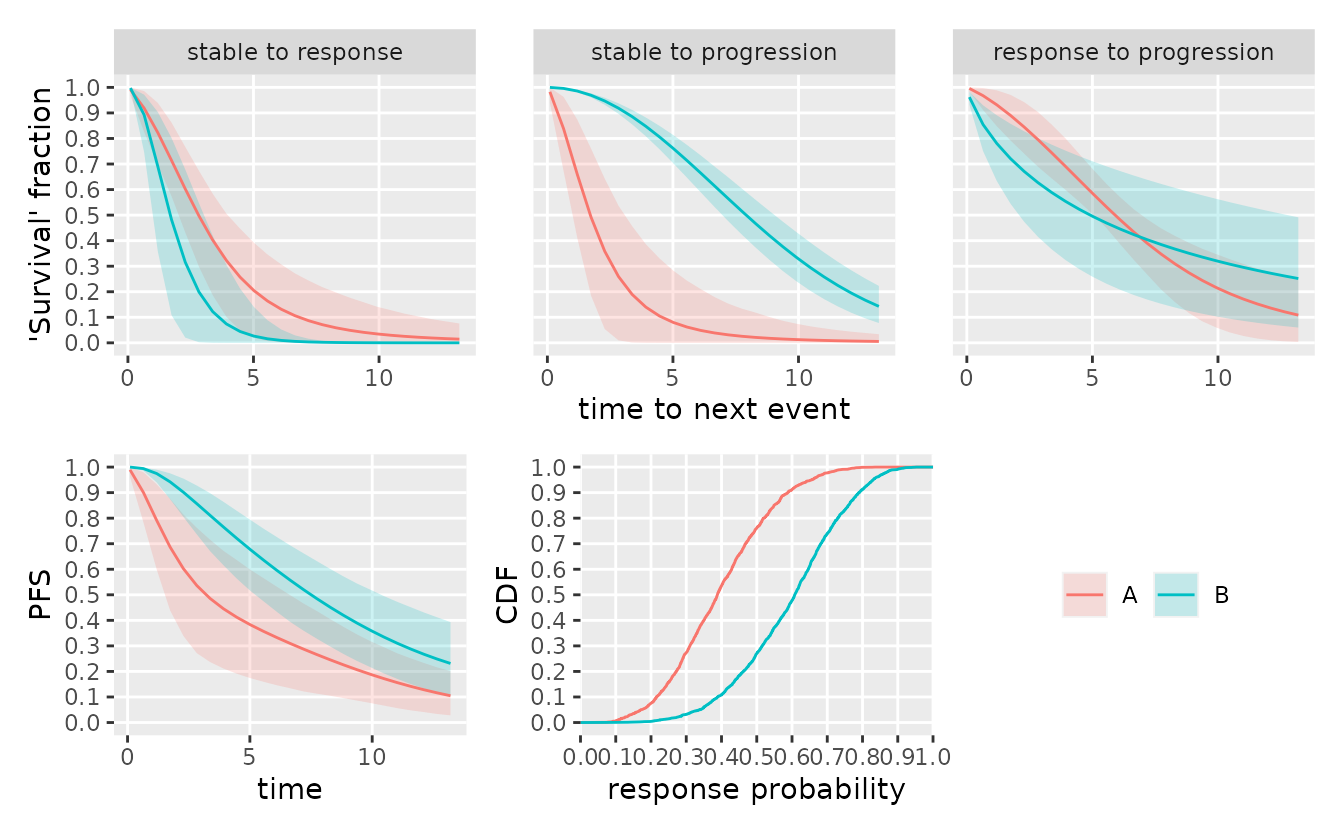 stable to response
stable to progression
response to progression
'Survival' fraction
1.0
0.9
0.8
0.7
0.6
0.5
0.4
0.3
0.2
0.1
0.0
0 5 10
0 5 10
0 5 10
time to next event
PFS
1.0
0.9
0.8
0.7
0.6
0.5
0.4
0.3
0.2
0.1
0.0
0 5 10
time
CDF
1.0
0.9
0.8
0.7
0.6
0.5
0.4
0.3
0.2
0.1
0.0
0.0 0.1 0.2 0.3 0.4 0.5 0.6 0.7 0.8 0.9 1.0
response probability
A B